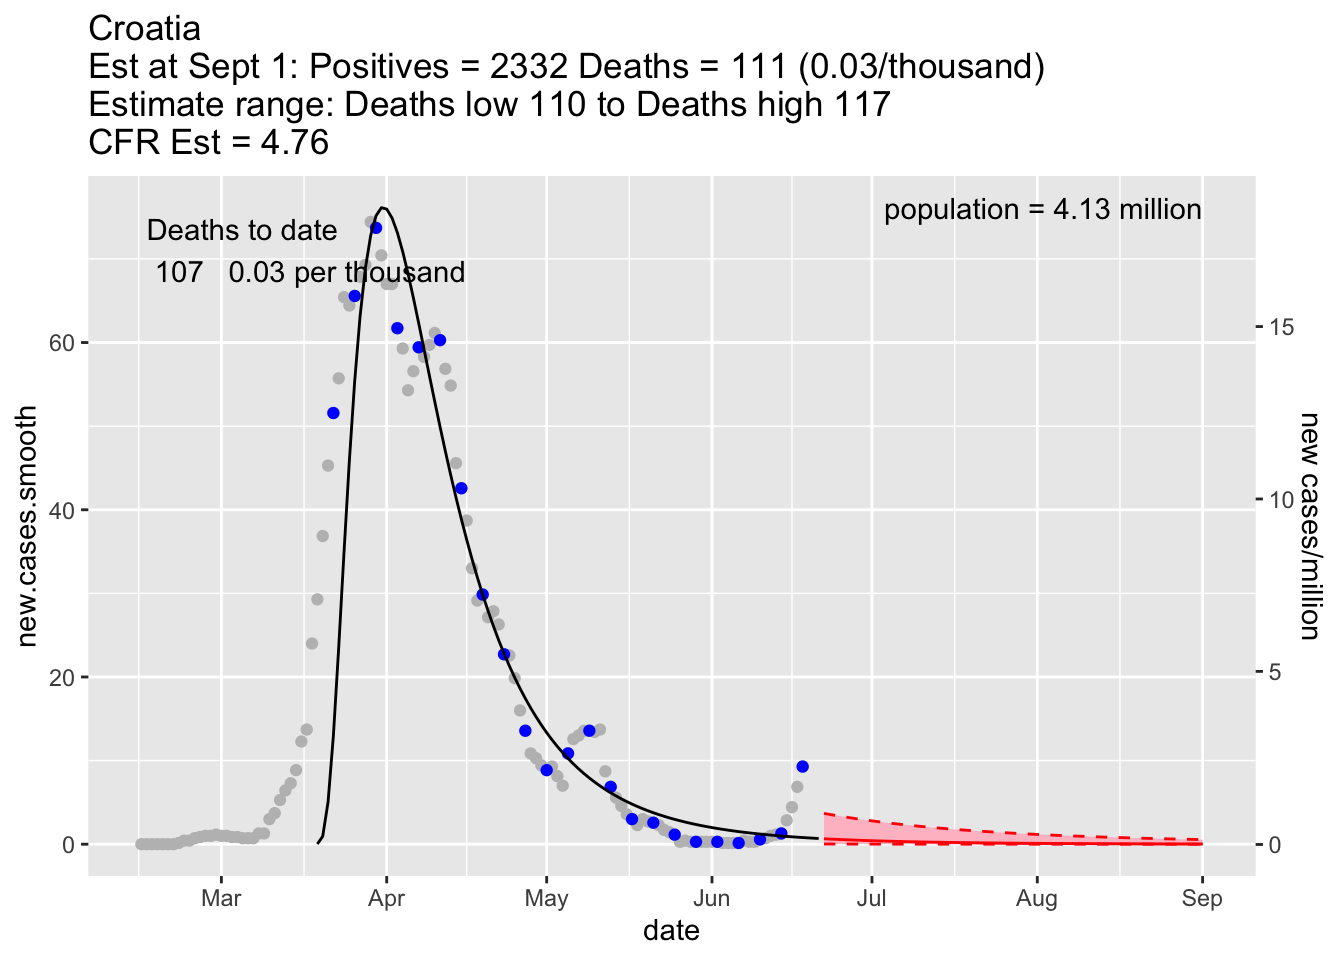 Croatia
Est at Sept 1: Positives = 2332 Deaths = 111 (0.03/thousand)
Estimate range: Deaths low 110 to Deaths high 117
CFR Est = 4.76
population = 4.13 million
Deaths to date
107 0.03 per thousand
new.cases.smooth
60
40
20
0
15
10
5
0
new cases/million
Mar Apr May Jun Jul Aug Sep
date